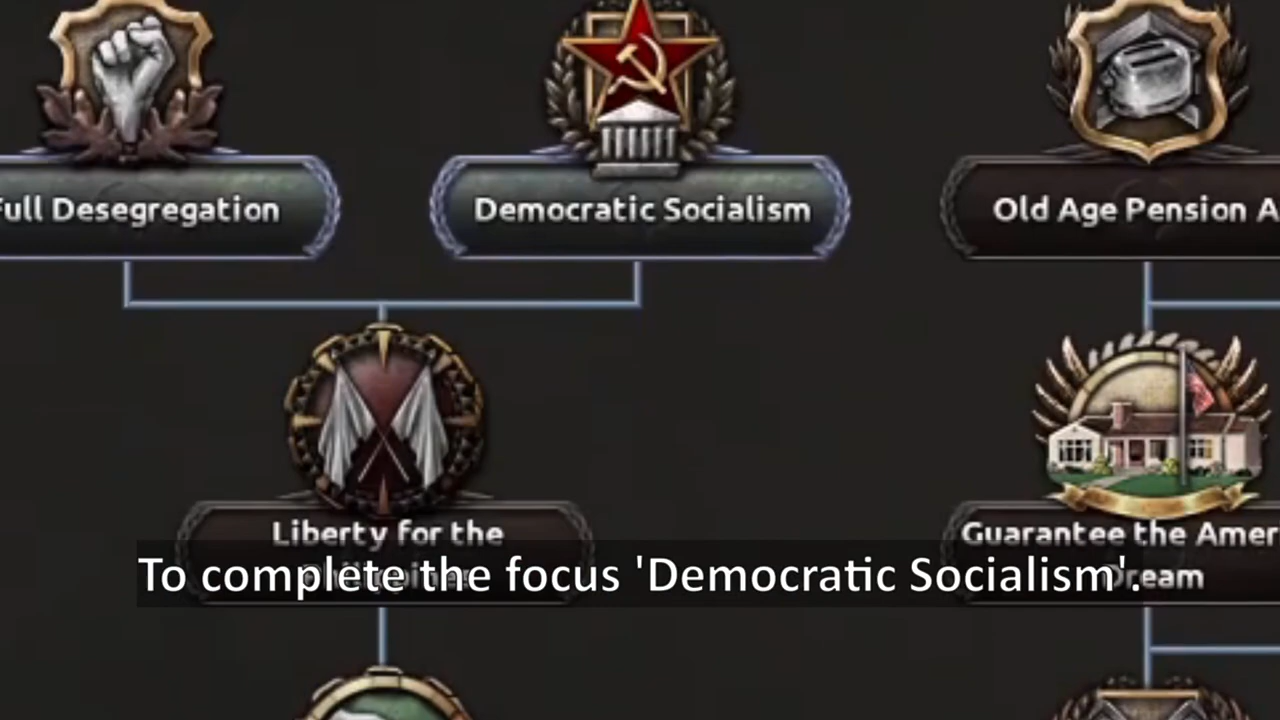 Full Desegregation
Democratic Socialism
Old Age Pension A
Liberty for the
Guarantee the Amer
Dream
To complete the focus 'Democratic Socialism'.